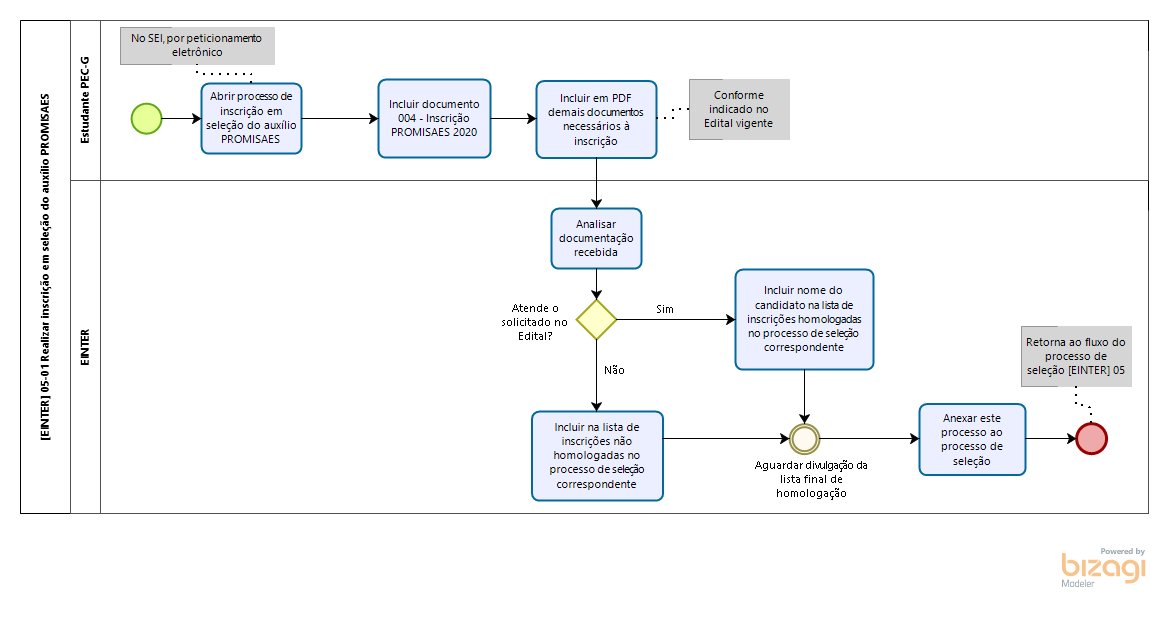 [EINTER] 05-01 Realizar inscrição em seleção do auxílio PROMISAES
Estudante PEC-G
No SEI, por peticionamento
eletrônico
Abrir processo de
inscrição em
seleção do auxílio
PROMISAES
Incluir documento
004 - Inscrição
PROMISAES 2020
Incluir em PDF
demais documentos
necessários à
inscrição
Conforme
indicado no
Edital vigente
EINTER
Analisar
documentação
recebida
Atende o
solicitado no
Edital?
Sim
Incluir nome do
candidato na lista de
inscrições homologadas
no processo de seleção
correspondente
Não
Incluir na lista de
inscrições não
homologadas no
processo de seleção
correspondente
Aguardar divulgação da
lista final de
homologação
Anexar este
processo ao
processo de
seleção
Retorna ao fluxo do
processo de
seleção [EINTER] 05
Powered by
bizagi
Modeler